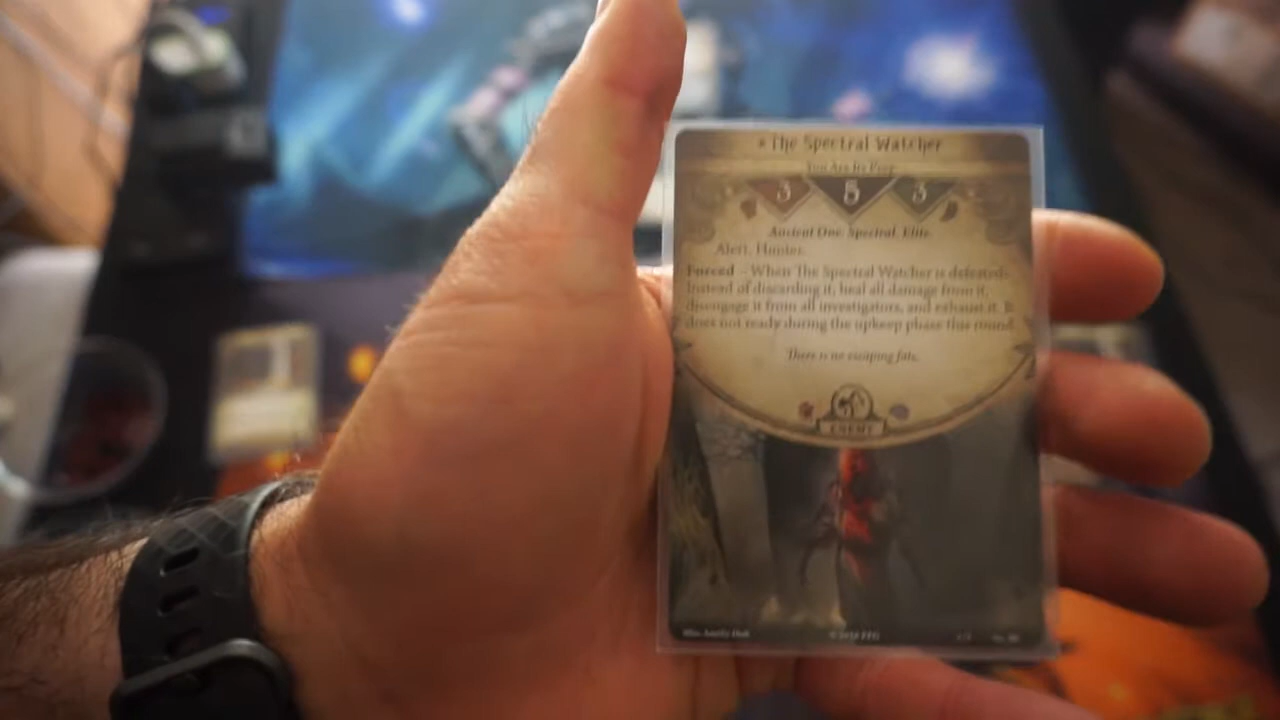 The Spectral Watcher
You Are Its Prey
3 5 3
Ancient One. Spectral. Elite.
Alert. Hunter.
Forced – When The Spectral Watcher is defeated:
Instead of discarding it, heal all damage from it,
disengage it from all investigators, and exhaust it. It
does not ready during the upkeep phase this round.
There is no escaping fate.
ENEMY